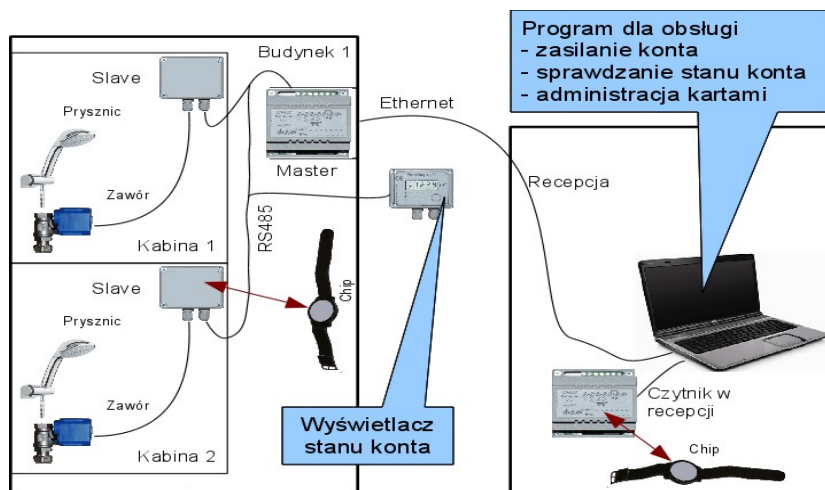 Budynek 1
Slave
Prysznic
Zawór
Kabina 1
Master
RS485
Ethernet
Slave
Prysznic
Zawór
Kabina 2
Chip
Wyświetlacz
stanu konta
Program dla obsługi
- zasilanie konta
- sprawdzanie stanu konta
- administracja kartami
Recepcja
Czytnik w
recepcji
Chip